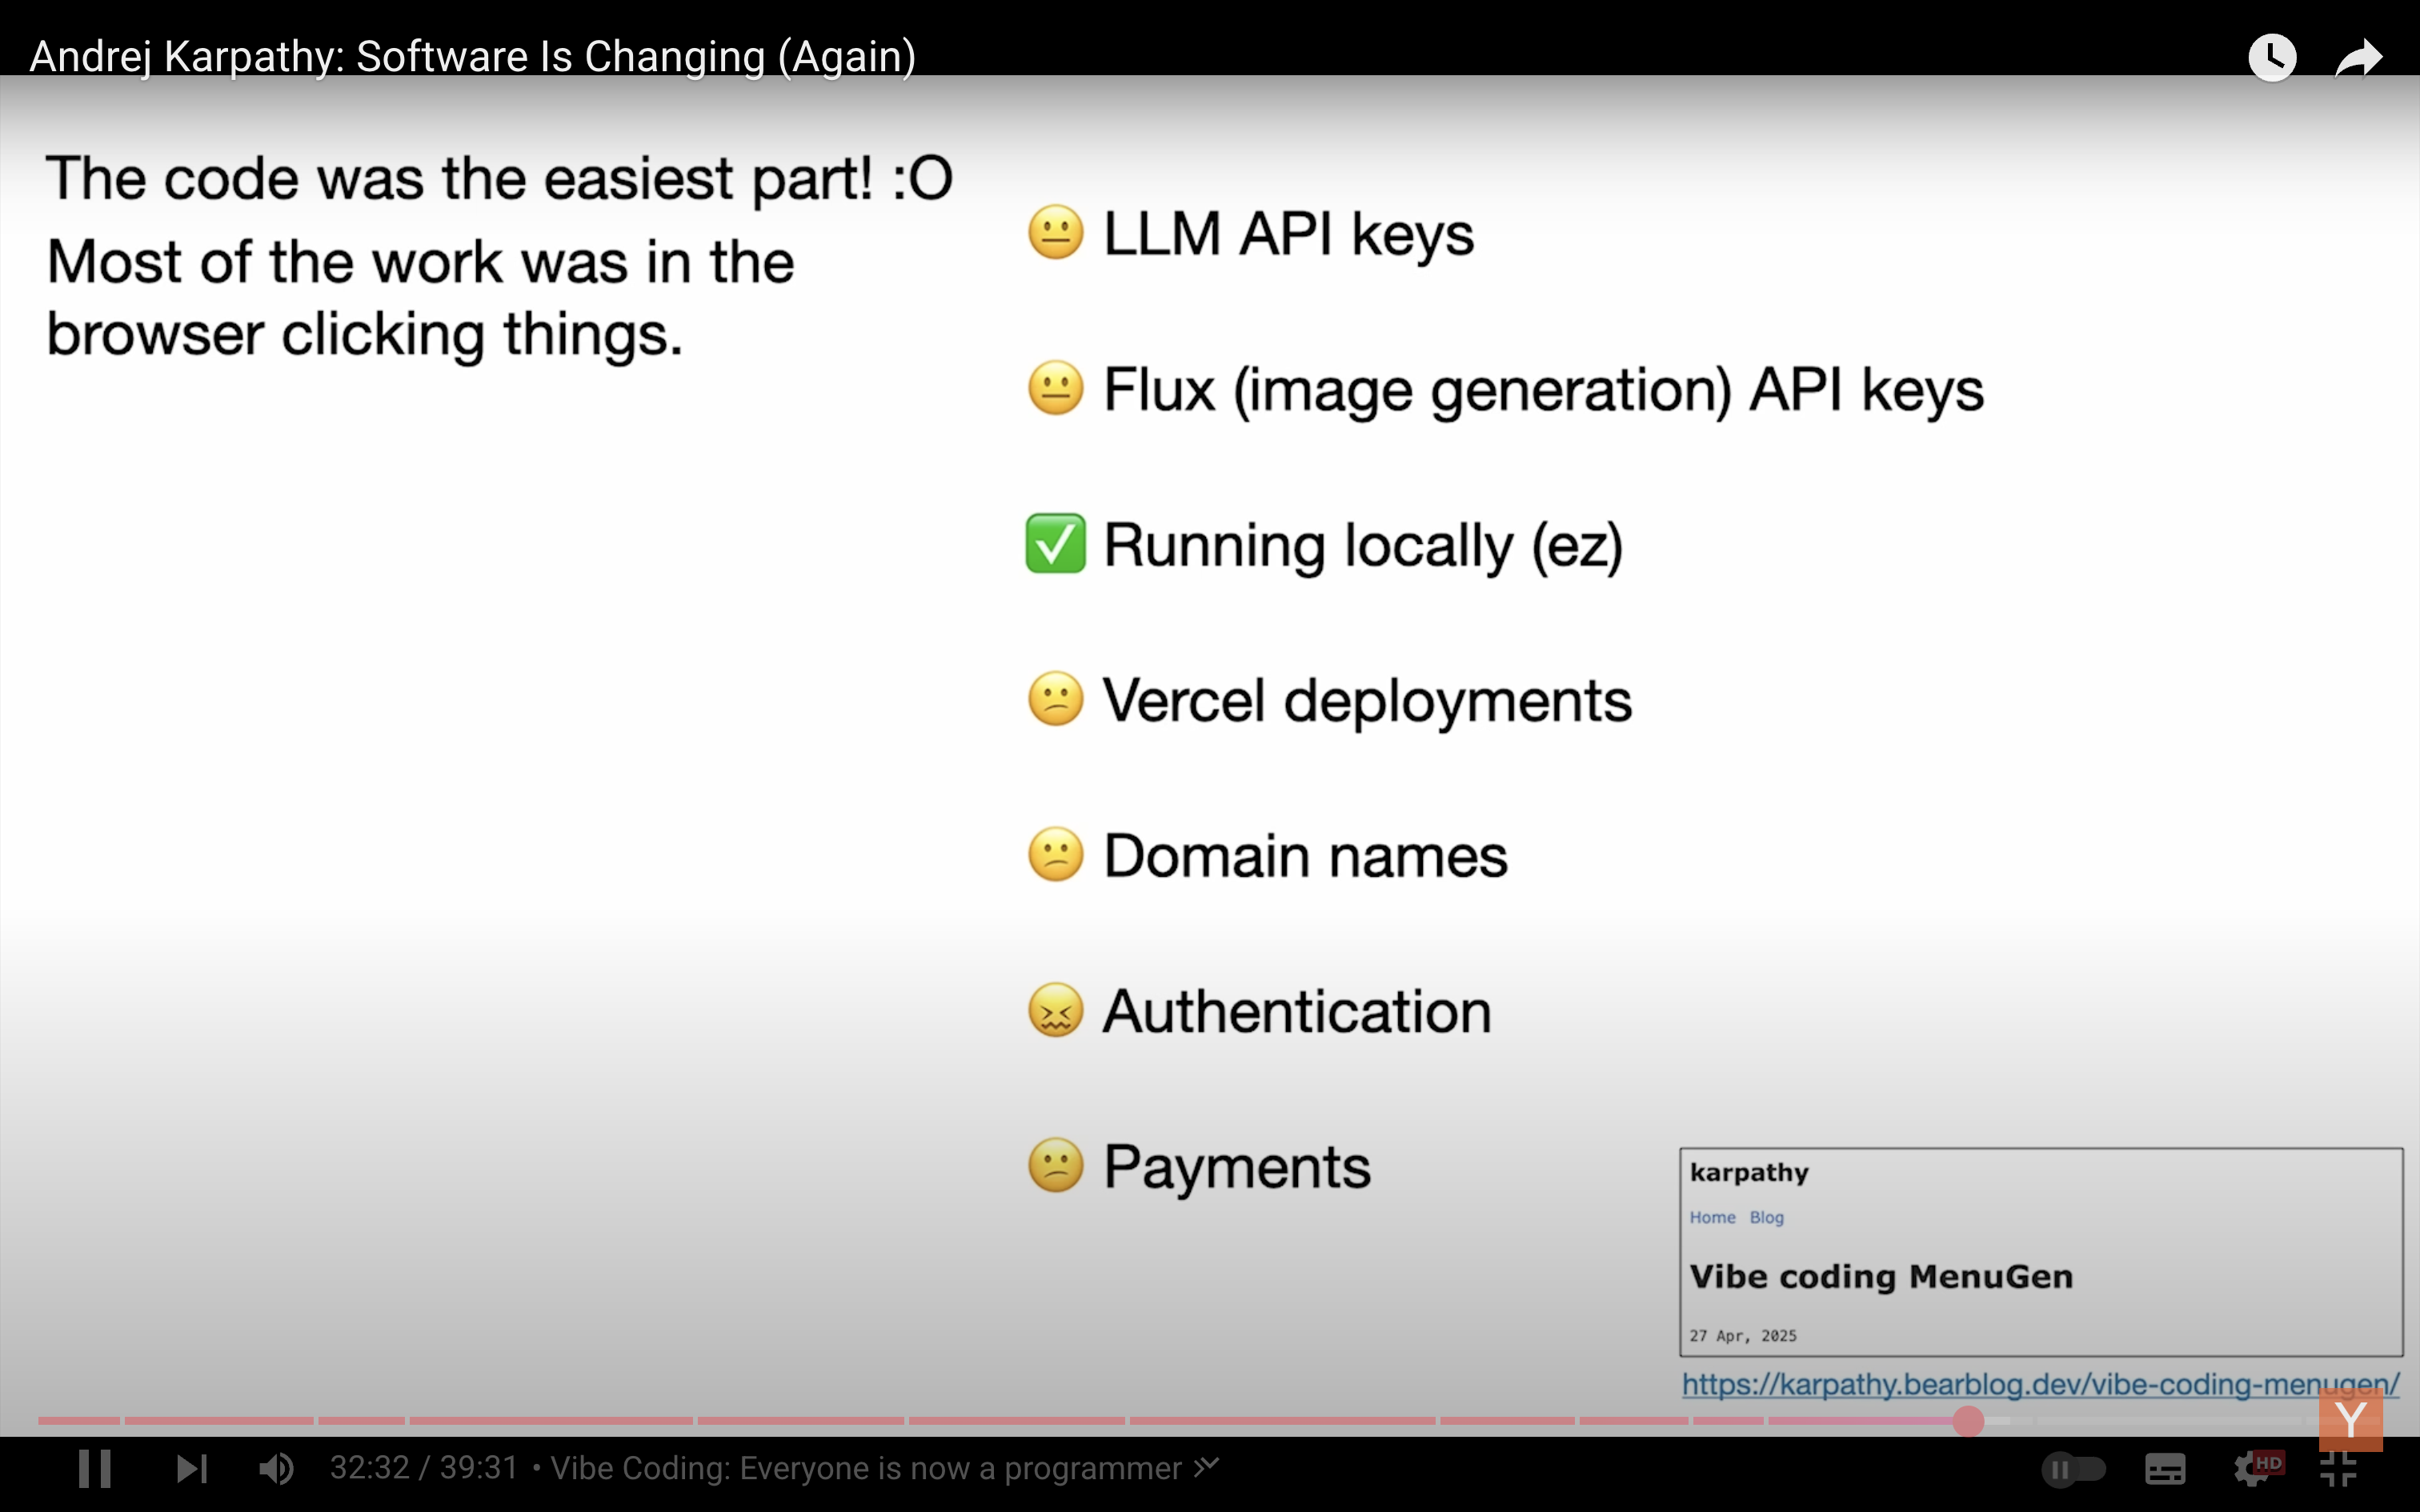 Andrej Karpathy: Software Is Changing (Again)
The code was the easiest part! :O
Most of the work was in the
browser clicking things.
😐 LLM API keys
😐 Flux (image generation) API keys
✅ Running locally (ez)
😕 Vercel deployments
😕 Domain names
😖 Authentication
😕 Payments
karpathy
Home Blog
Vibe coding MenuGen
27 Apr, 2025
https://karpathy.bearblog.dev/vibe-coding-menugen/
Y
32:32 / 39:31 • Vibe Coding: Everyone is now a programmer
HD